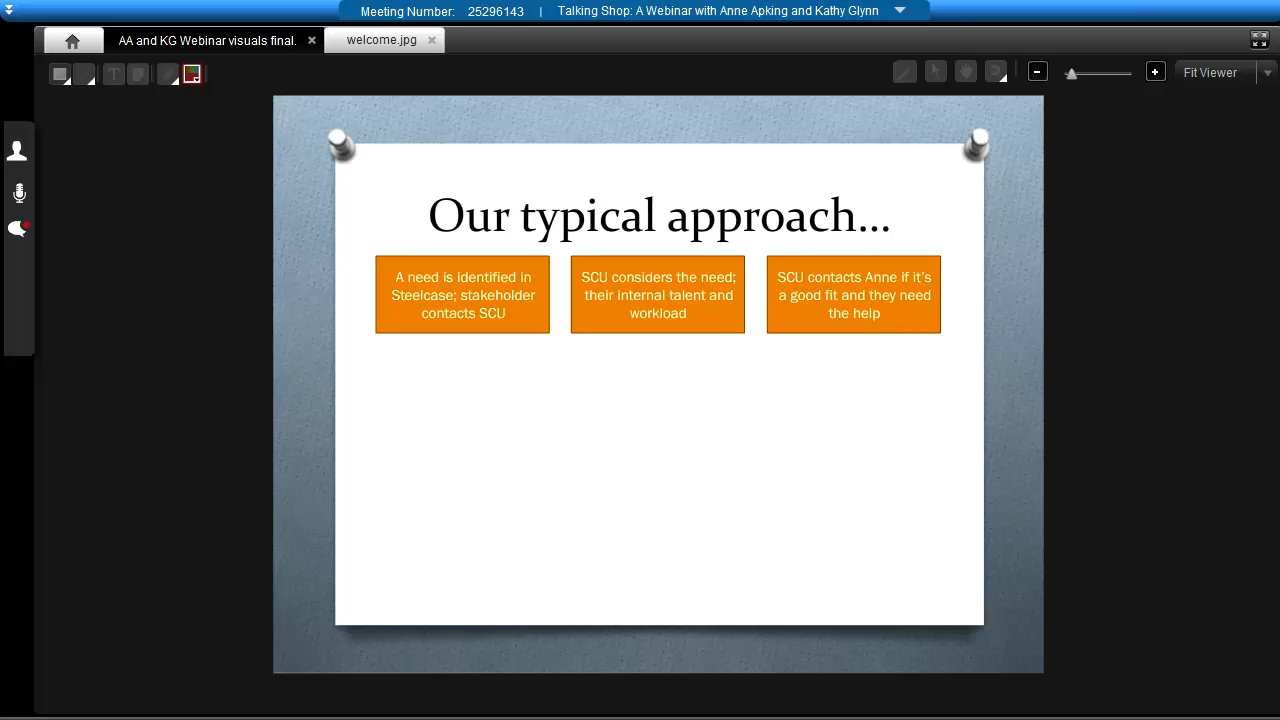 Meeting Number: 25296143 | Talking Shop: A Webinar with Anne Apking and Kathy Glynn
AA and KG Webinar visuals final.
welcome.jpg
T
Fit Viewer
Our typical approach...
A need is identified in
Steelcase; stakeholder
contacts SCU
SCU considers the need;
their internal talent and
workload
SCU contacts Anne if it's
a good fit and they need
the help